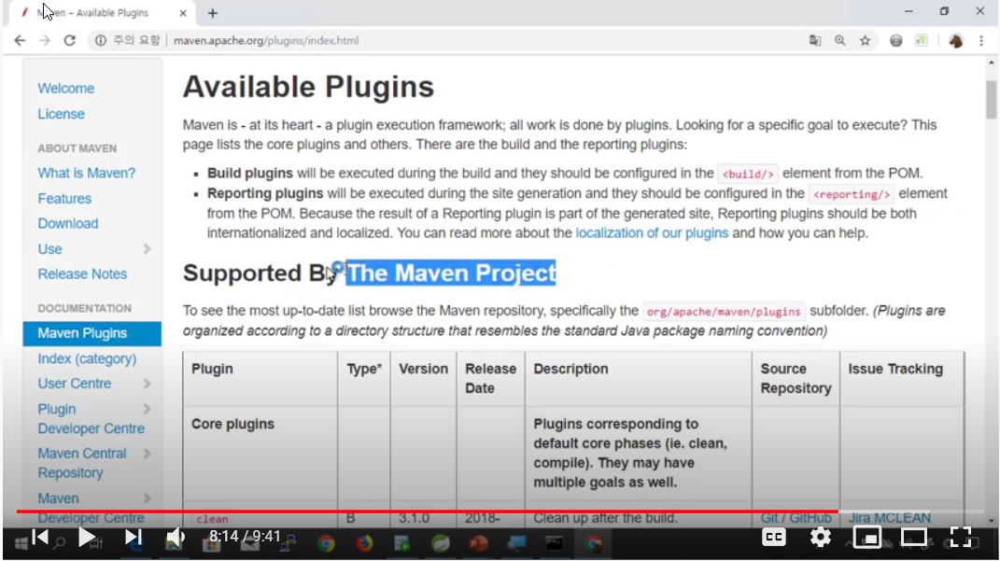 Maven – Available Plugins
주의 요함 | maven.apache.org/plugins/index.html
Welcome
License
ABOUT MAVEN
What is Maven?
Features
Download
Use
Release Notes
DOCUMENTATION
Maven Plugins
Index (category)
User Centre
Plugin
Developer Centre
Maven Central
Repository
Maven
Developer Centre
Available Plugins
Maven is - at its heart - a plugin execution framework; all work is done by plugins. Looking for a specific goal to execute? This
page lists the core plugins and others. There are the build and the reporting plugins:
Build plugins will be executed during the build and they should be configured in the <build/> element from the POM.
Reporting plugins will be executed during the site generation and they should be configured in the <reporting/> element
from the POM. Because the result of a Reporting plugin is part of the generated site, Reporting plugins should be both
internationalized and localized. You can read more about the localization of our plugins and how you can help.
Supported By The Maven Project
To see the most up-to-date list browse the Maven repository, specifically the org/apache/maven/plugins subfolder. (Plugins are
organized according to a directory structure that resembles the standard Java package naming convention)
Plugin Type* Version Release Date Description Source Repository Issue Tracking
Core plugins
Plugins corresponding to
default core phases (ie. clean,
compile). They may have
multiple goals as well.
clean B 3.1.0 2018- Clean up after the build. Git / GitHub Jira MCLEAN
8:14 / 9:41
CC